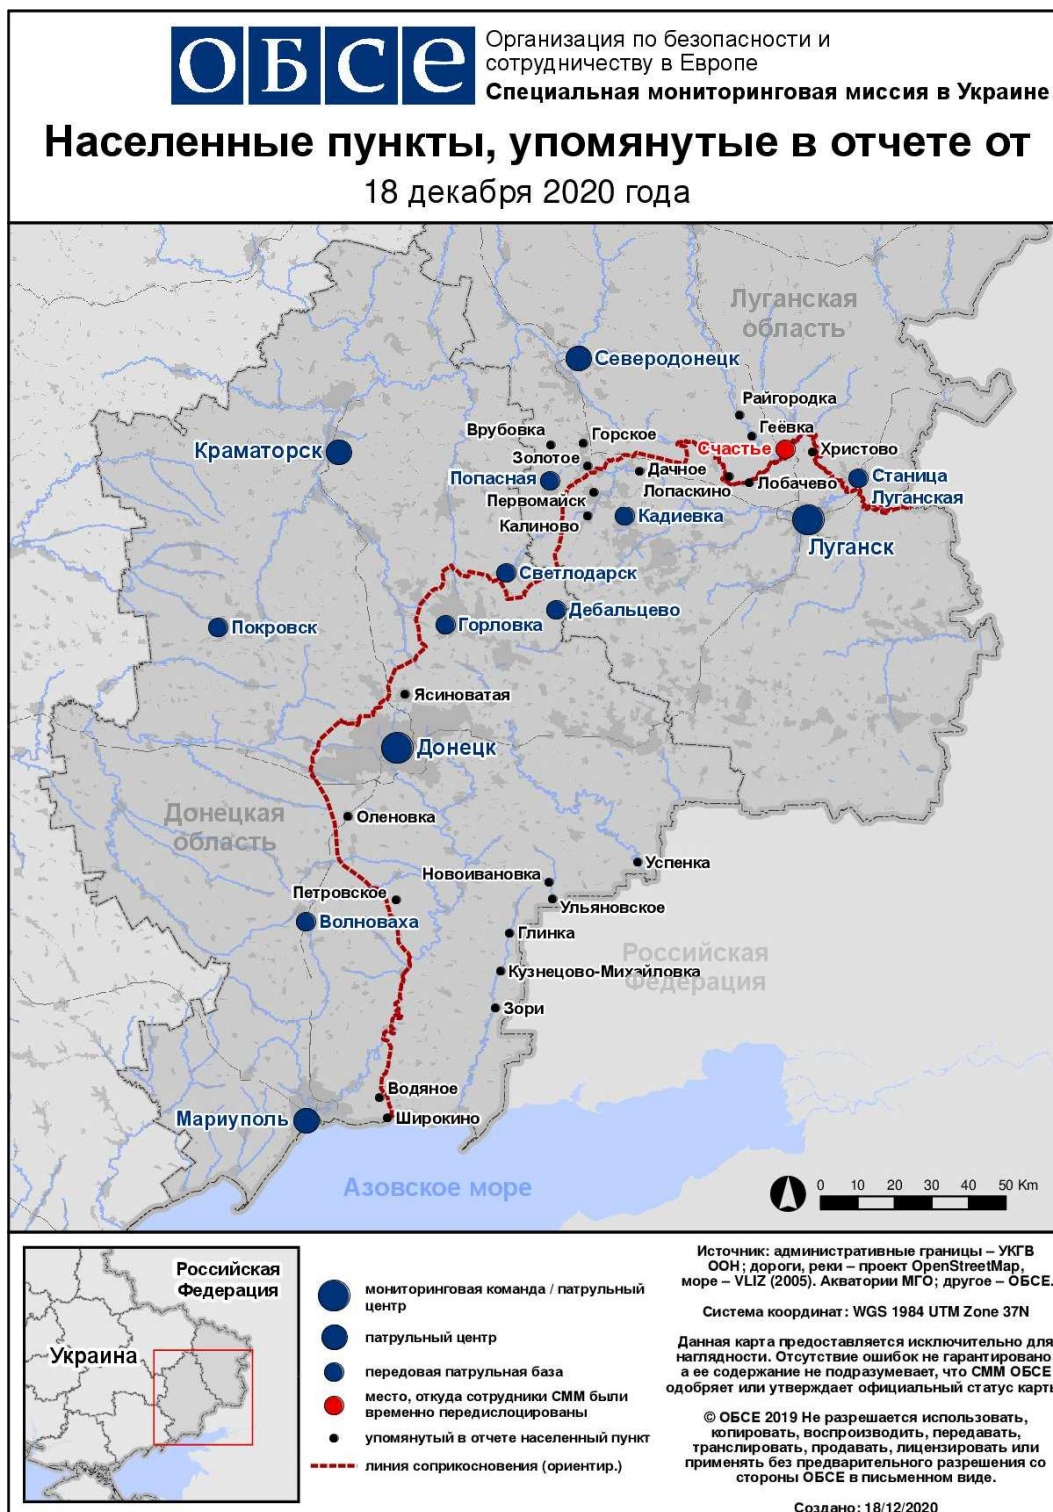 ОБСЕ
Организация по безопасности и
сотрудничеству в Европе
Специальная мониторинговая миссия в Украине
Населенные пункты, упомянутые в отчете от
18 декабря 2020 года
Луганская
область
Северодонецк
Райгородка
Геёвка
Врубовка
Горское
Краматорск
Счастье
Христово
Золотое
Дачное
Станица
Луганская
Попасная
Лопаскино
Лобачево
Первомайск
Кадиевка
Калиново
Луганск
Светлодарск
Дебальцево
Покровск
Горловка
Ясиноватая
Донецк
Донецкая
область
Оленовка
Успенка
Новоивановка
Петровское
Ульяновское
Волноваха
Глинка
Российская
Федерация
Кузнецово-Михайловка
Зори
Водяное
Мариуполь
Широкино
Азовское море
0 10 20 30 40 50 Km
Российская
Федерация
Украина
мониторинговая команда / патрульный
центр
патрульный центр
передовая патрульная база
место, откуда сотрудники СММ были
временно передислоцированы
упомянутый в отчете населенный пункт
линия соприкосновения (ориентир.)
Источник: административные границы – УКГВ
ООН; дороги, реки – проект OpenStreetMap,
море – VLIZ (2005). Акватории МГО; другое – ОБСЕ.
Система координат: WGS 1984 UTM Zone 37N
Данная карта предоставляется исключительно для
наглядности. Отсутствие ошибок не гарантировано
а ее содержание не подразумевает, что СММ ОБСЕ
одобряет или утверждает официальный статус карты
© ОБСЕ 2019 Не разрешается использовать,
копировать, воспроизводить, передавать,
транслировать, продавать, лицензировать или
применять без предварительного разрешения со
стороны ОБСЕ в письменном виде.
Создано: 18/12/2020